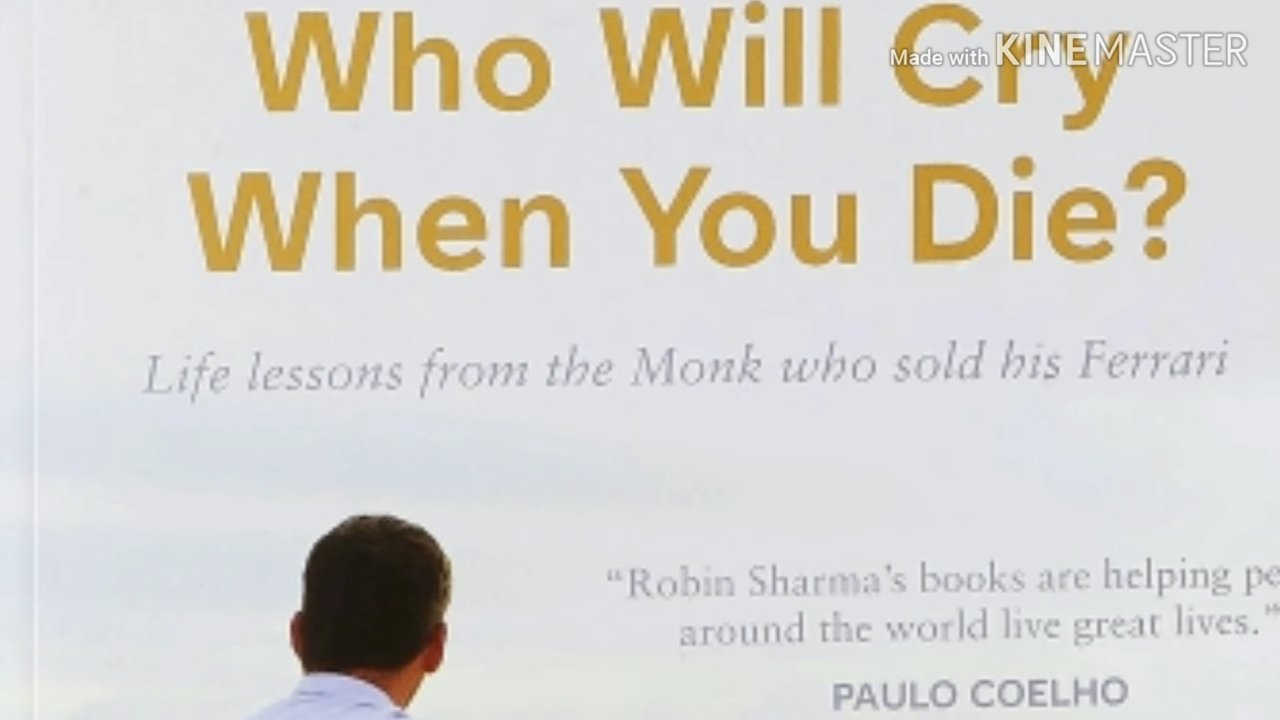 Who Will Cry
Made with KINEMASTER
When You Die?
Life lessons from the Monk who sold his Ferrari
“Robin Sharma’s books are helping
around the world live great lives.”
PAULO COELHO